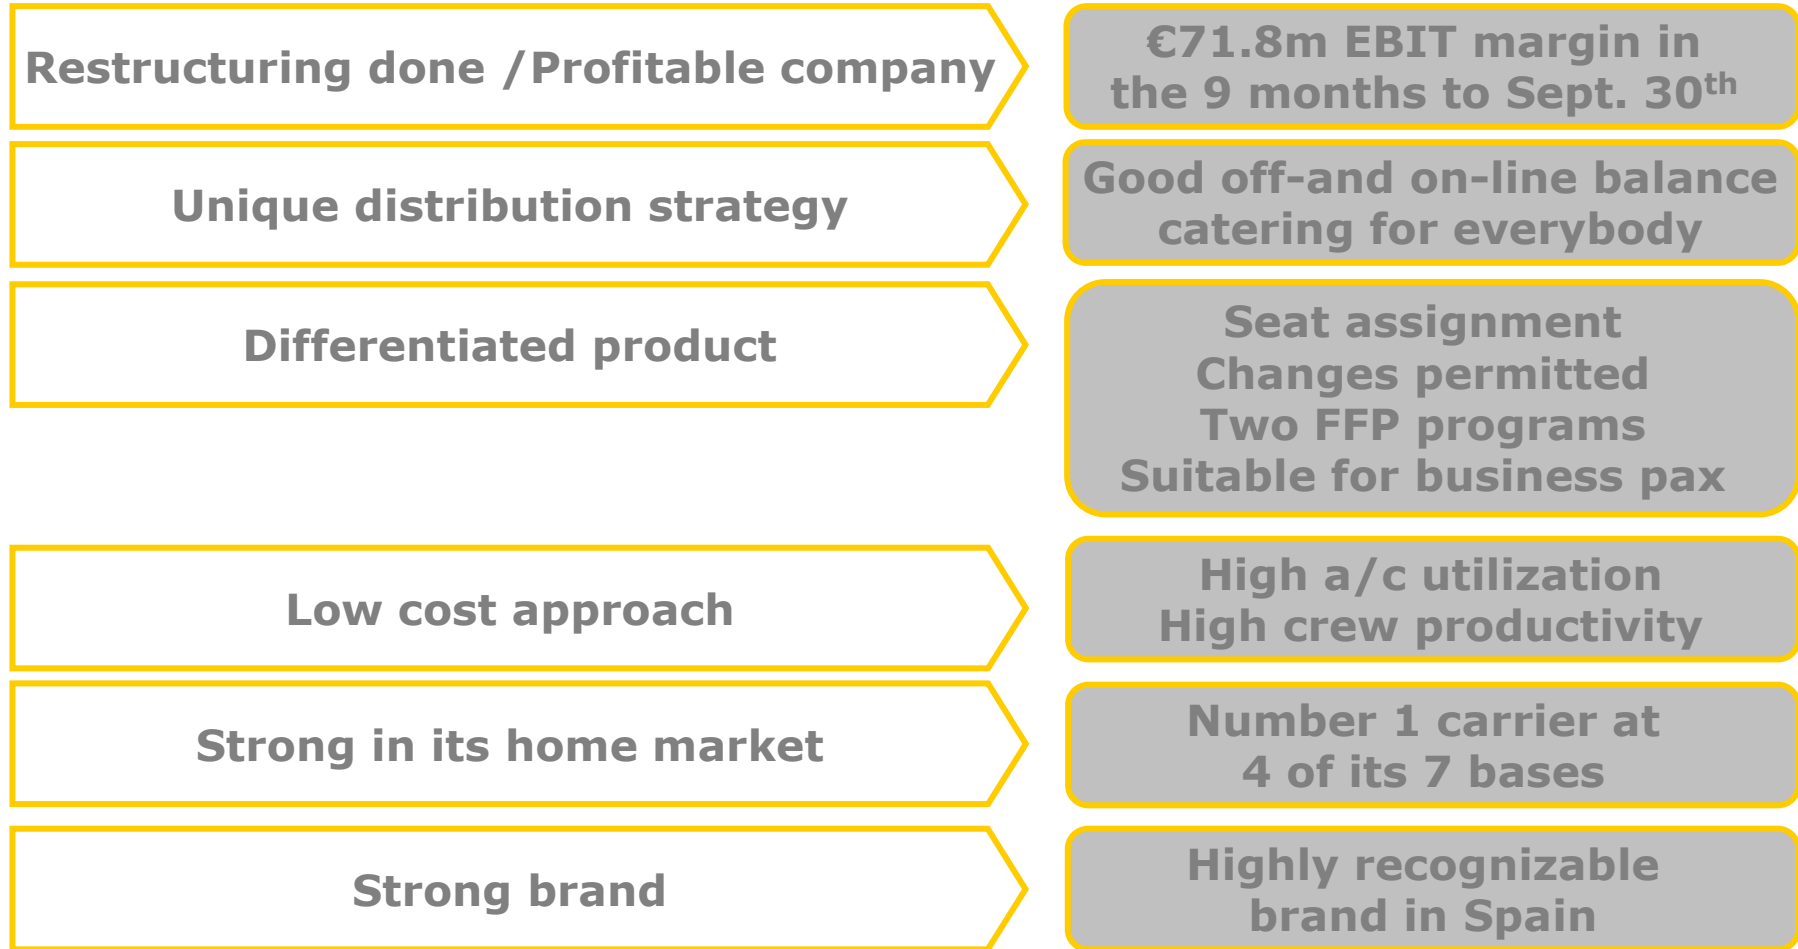 Restructuring done /Profitable company
€71.8m EBIT margin in
the 9 months to Sept. 30th
Unique distribution strategy
Good off-and on-line balance
catering for everybody
Differentiated product
Seat assignment
Changes permitted
Two FFP programs
Suitable for business pax
Low cost approach
High a/c utilization
High crew productivity
Strong in its home market
Number 1 carrier at
4 of its 7 bases
Strong brand
Highly recognizable
brand in Spain